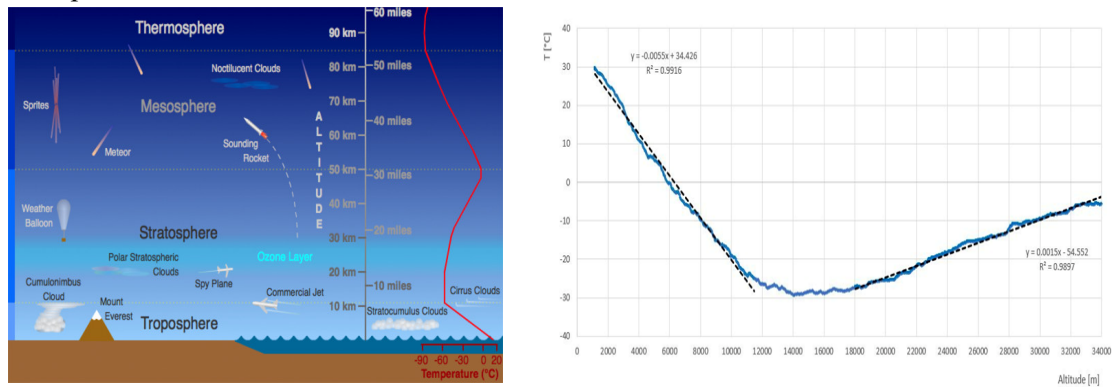 Thermosphere
60 miles
90 km
Noctilucent Clouds
80 km
50 miles
Sprites
Mesosphere
70 km
A
L
T
I
T
U
D
E
40 miles
60 km
Sounding
Rocket
Meteor
50 km
30 miles
Weather
Balloon
40 km
Stratosphere
20 miles
30 km
Ozone Layer
Polar Stratospheric
Clouds
Spy Plane
20 km
10 miles
Cumulonimbus
Cloud
Mount
Everest
Commercial Jet
Cirrus Clouds
10 km
Stratocumulus Clouds
Troposphere
-90 -60 -30 0 20
Temperature (°C)
T [°C]
40
30
20
10
0
-10
-20
-30
-40
y = -0.0055x + 34.426
R² = 0.9916
y = 0.0015x - 54.552
R² = 0.9897
0 2000 4000 6000 8000 10000 12000 14000 16000 18000 20000 22000 24000 26000 28000 30000 32000 34000
Altitude [m]